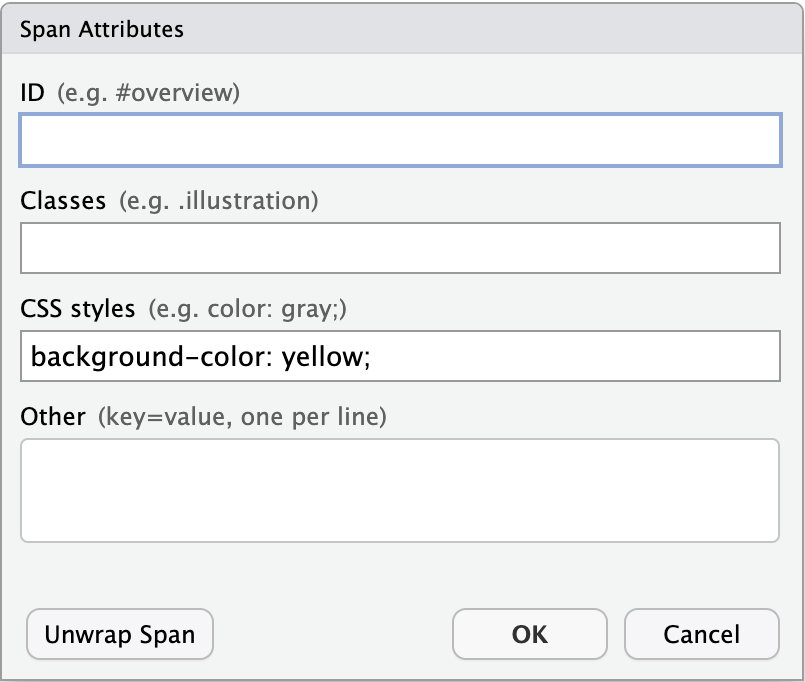 Span Attributes
ID (e.g. #overview)
Classes (e.g. .illustration)
CSS styles (e.g. color: gray;)
background-color: yellow;
Other (key=value, one per line)
Unwrap Span OK Cancel